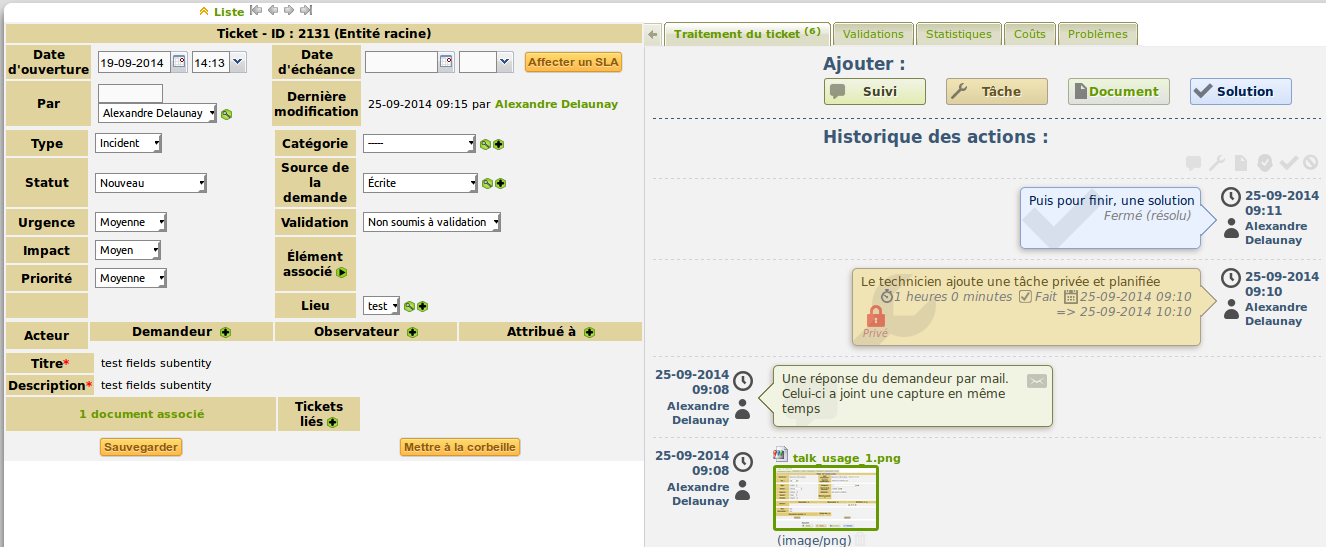 Liste
Ticket - ID : 2131 (Entité racine)
Date d'ouverture
19-09-2014
14:13
Date d'échéance
Affecter un SLA
Par
Alexandre Delaunay
Dernière modification
25-09-2014 09:15 par Alexandre Delaunay
Type
Incident
Catégorie
-----
Statut
Nouveau
Source de la demande
Écrite
Urgence
Moyenne
Validation
Non soumis à validation
Impact
Moyen
Élément associé
Priorité
Moyenne
Lieu
test
Acteur
Demandeur
Observateur
Attribué à
Titre*
test fields subentity
Description*
test fields subentity
1 document associé
Tickets liés
Sauvegarder
Mettre à la corbeille
Traitement du ticket (6)
Validations
Statistiques
Coûts
Problèmes
Ajouter :
Suivi
Tâche
Document
Solution
Historique des actions :
Puis pour finir, une solution
Fermé (résolu)
25-09-2014
09:11
Alexandre
Delaunay
Le technicien ajoute une tâche privée et planifiée
1 heures 0 minutes
Fait
25-09-2014 09:10
=> 25-09-2014 10:10
Privé
25-09-2014
09:10
Alexandre
Delaunay
25-09-2014
09:08
Alexandre
Delaunay
Une réponse du demandeur par mail.
Celui-ci a joint une capture en même
temps
25-09-2014
09:08
Alexandre
Delaunay
talk_usage_1.png
(image/png)